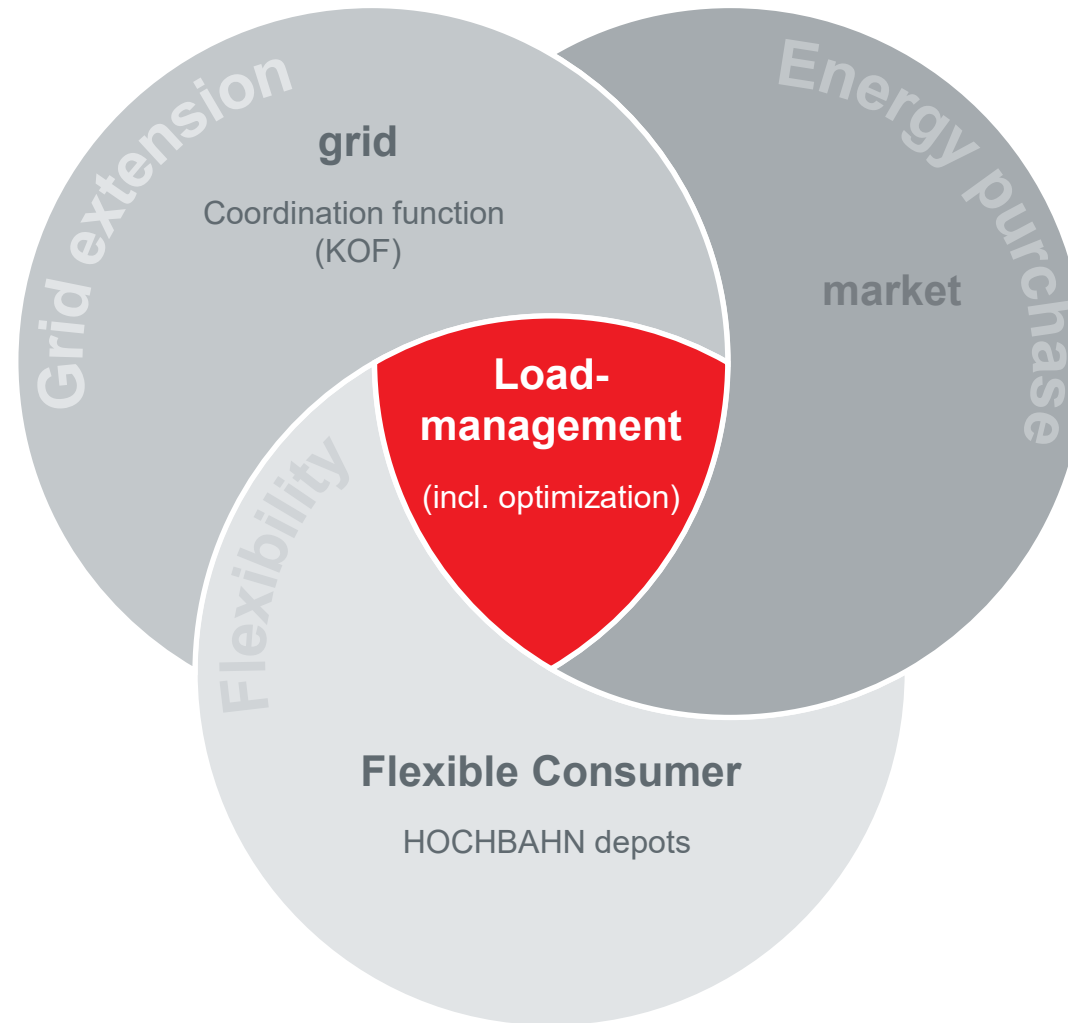 Grid extension
grid
Coordination function
(KOF)
Energy purchase
market
Load-
management
(incl. optimization)
Flexibility
Flexible Consumer
HOCHBAHN depots